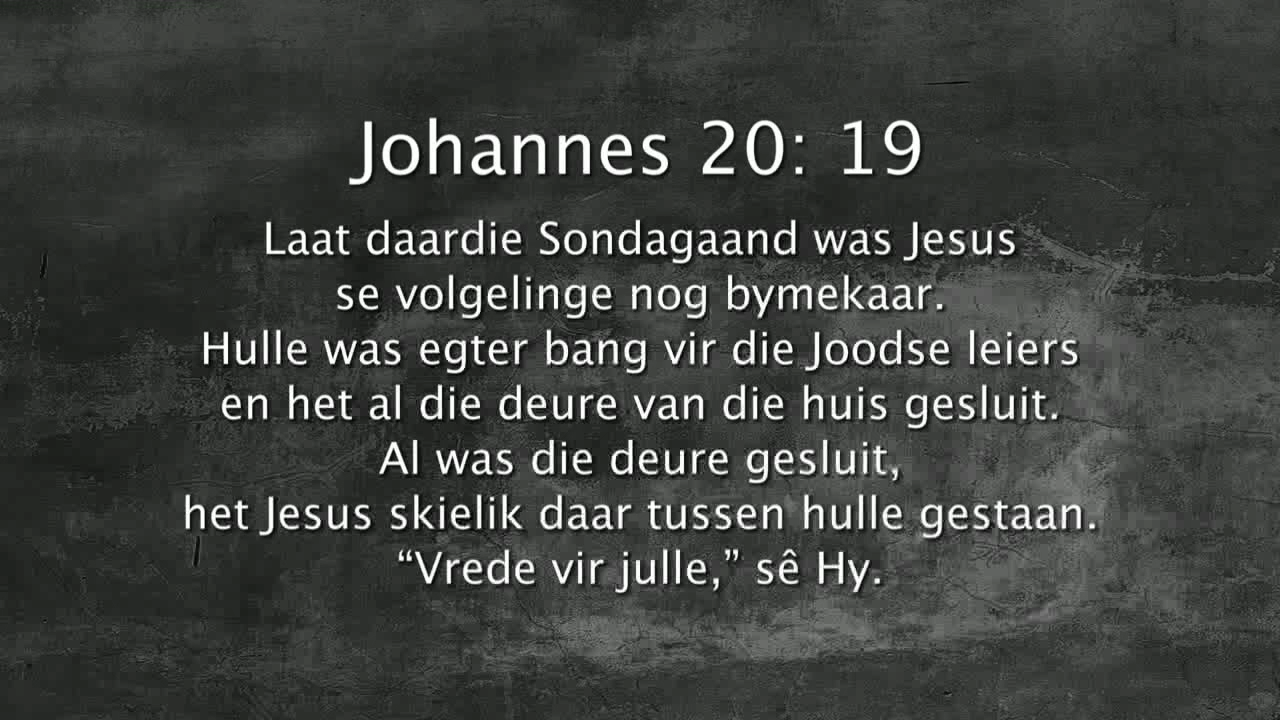 Johannes 20: 19
Laat daardie Sondagaand was Jesus
se volgelinge nog bymekaar.
Hulle was egter bang vir die Joodse leiers
en het al die deure van die huis gesluit.
Al was die deure gesluit,
het Jesus skielik daar tussen hulle gestaan.
“Vrede vir julle,” sê Hy.